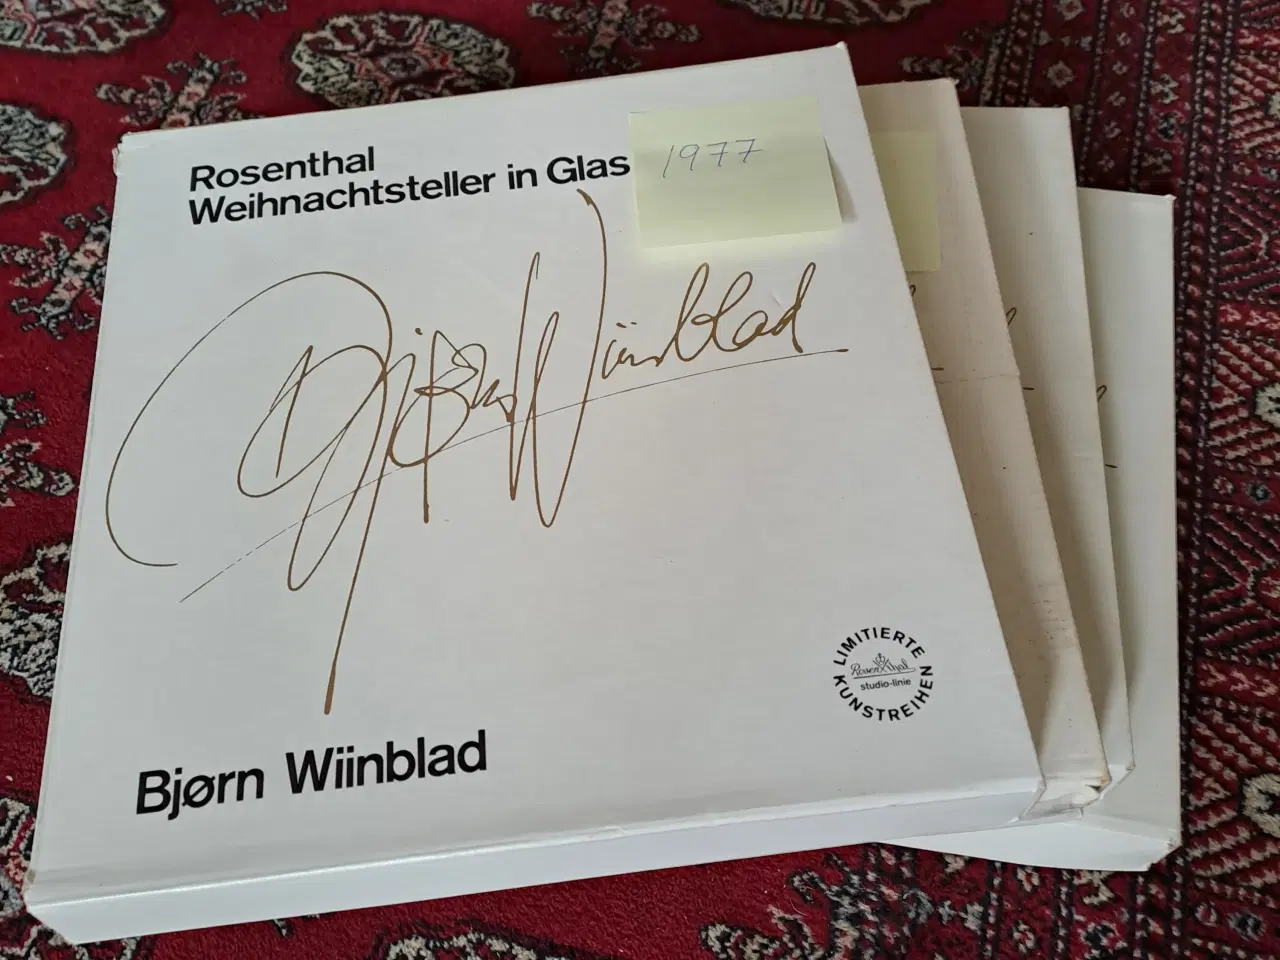 Rosenthal
Weihnachtsteller in Glas
1977
Bjørn Wiinblad
LIMITIERTE
Rosenthal
studio-linie
KUNSTREIHEN
Bjørn Wiinblad